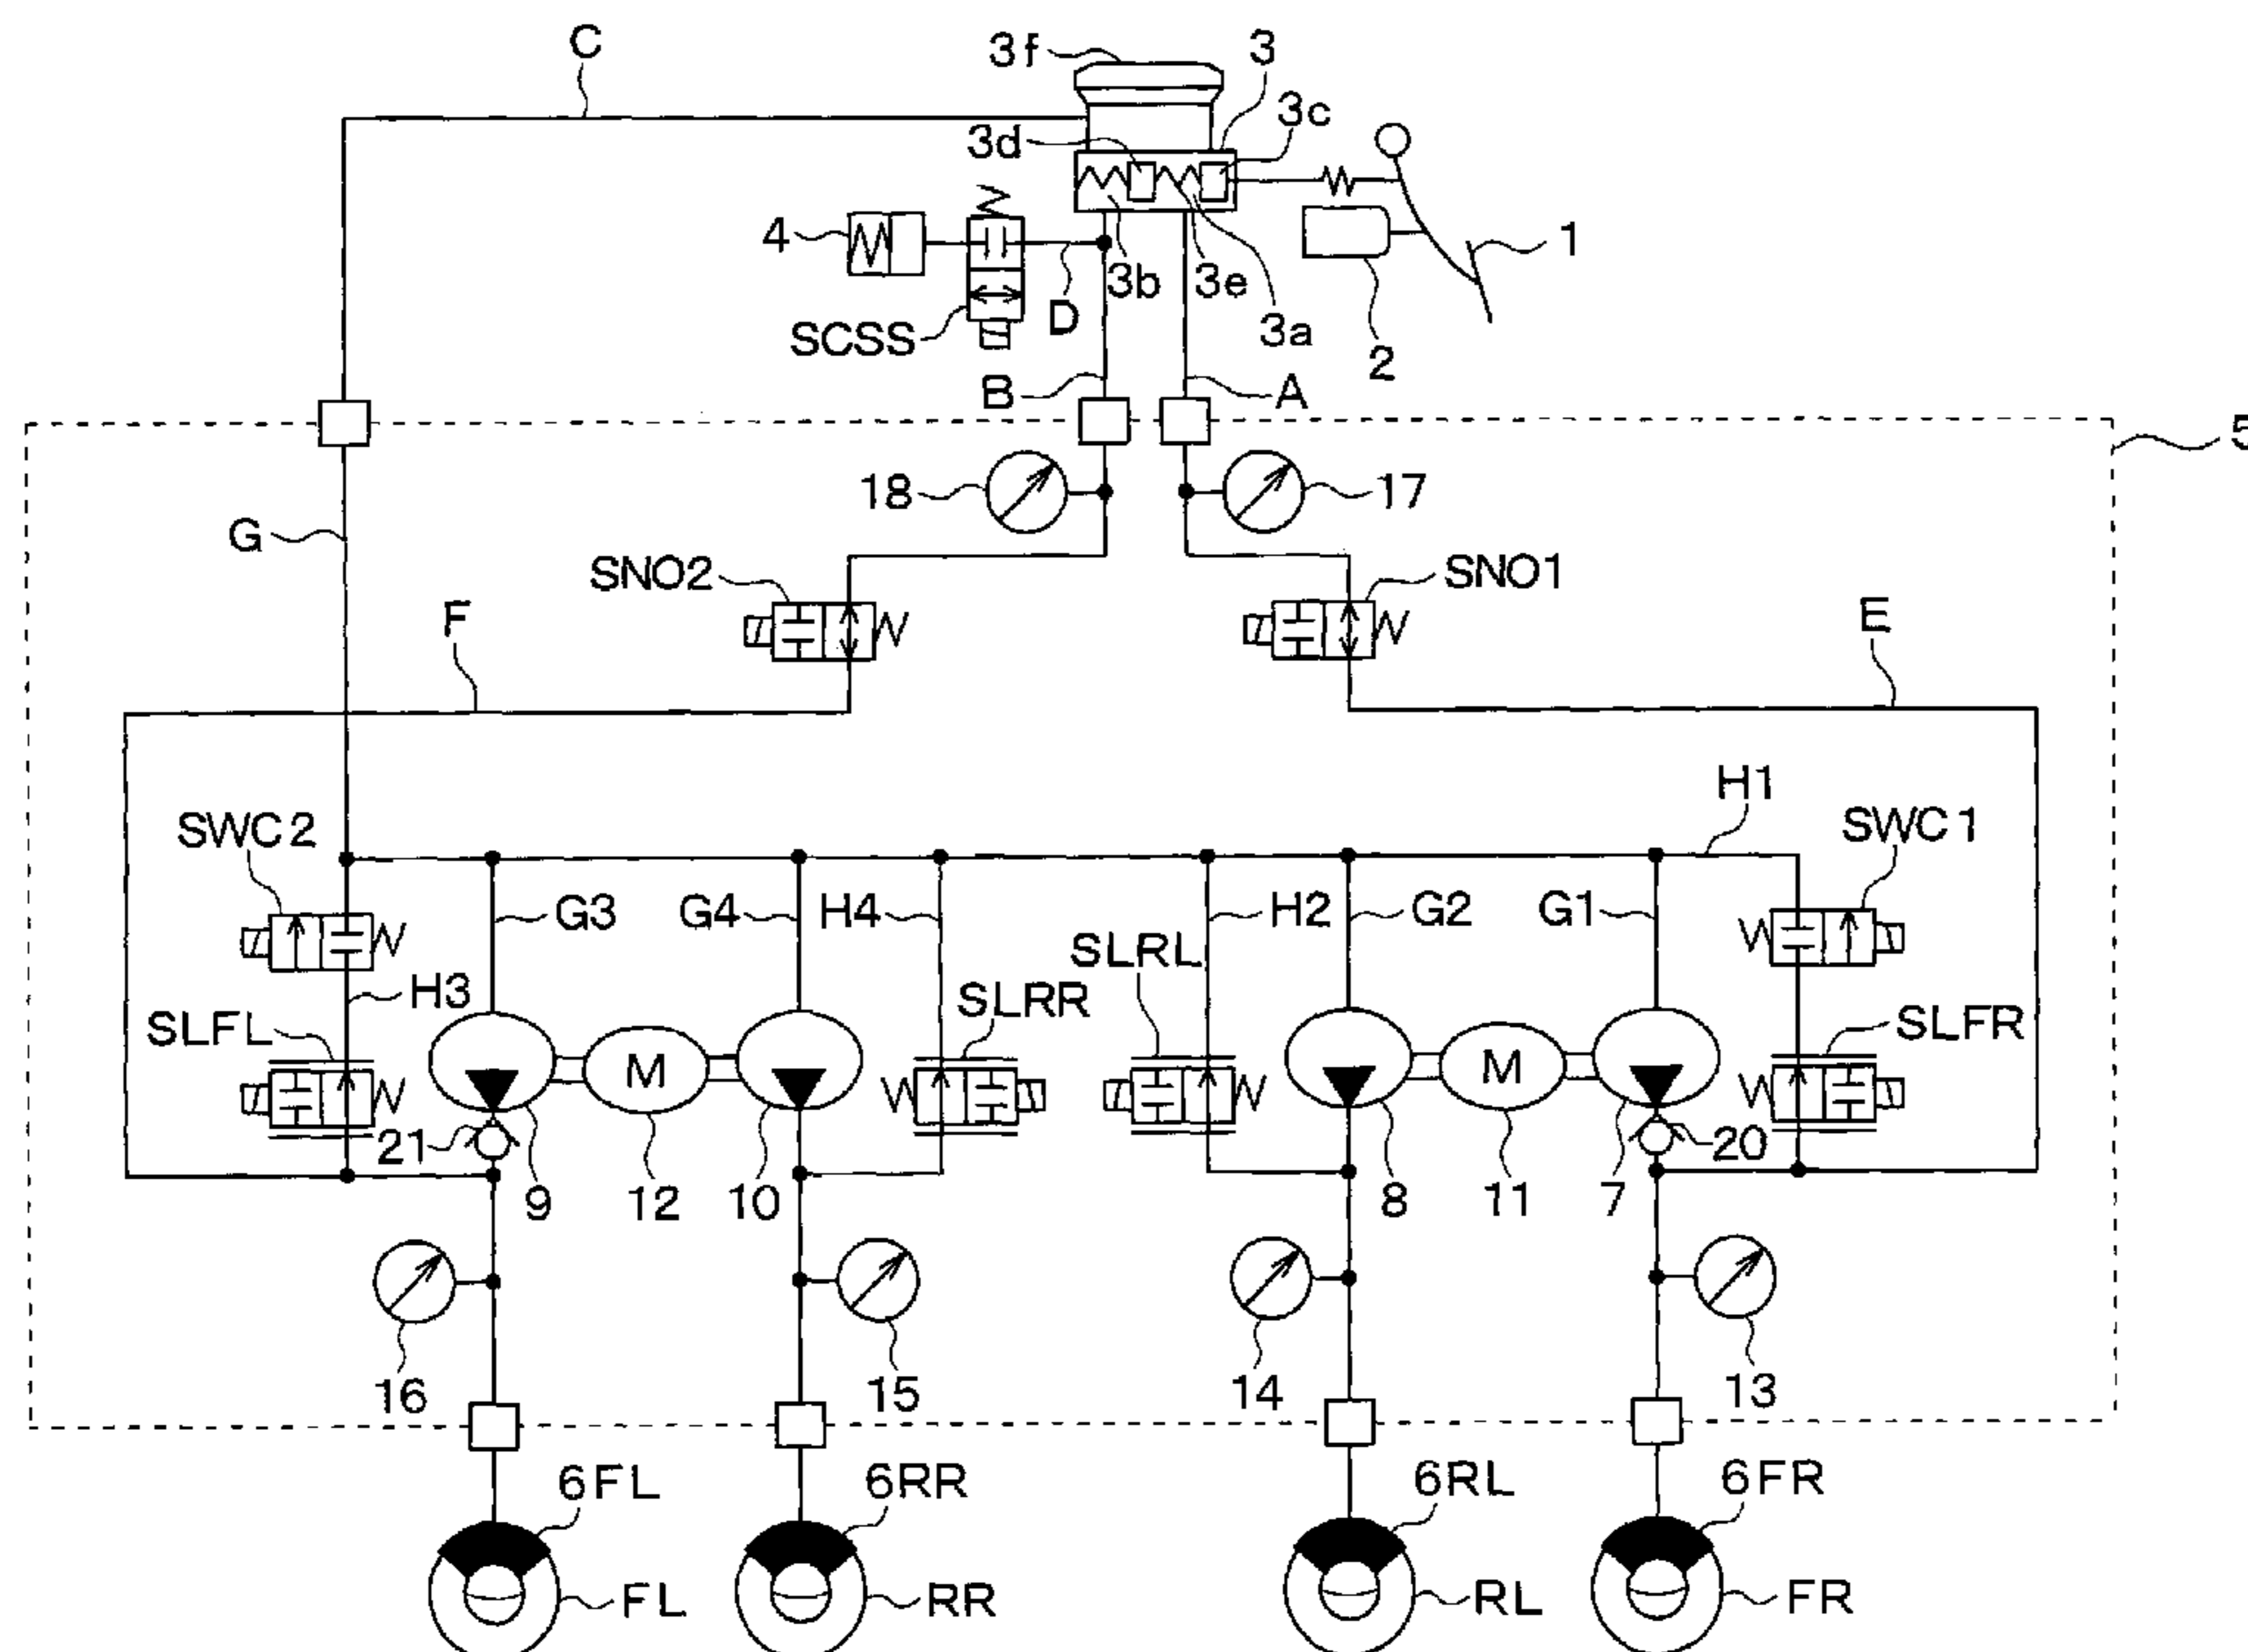 C
3f
3
3c
3d
4
1
3b
3e
D
SCSS
3a
2
B
A
5
18
17
G
SNO2
SNO1
F
E
H1
SWC2
SWC1
G3
G4
H4
H2
G2
G1
SLRL
H3
SLRR
SLFL
SLFR
M
M
21
20
9
12
10
8
11
7
16
15
14
13
6FL
6RR
6RL
6FR
FL
RR
RL
FR